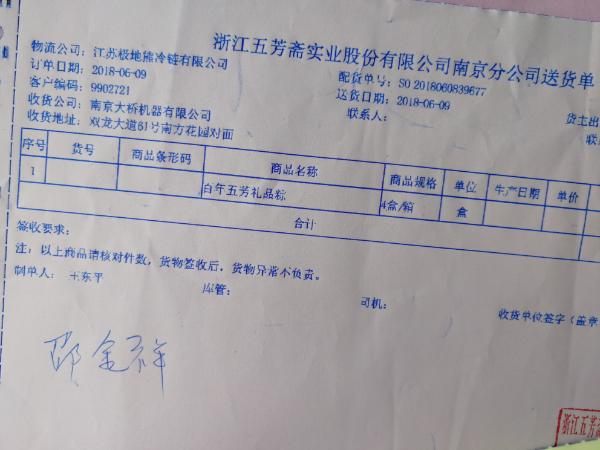 浙江五芳斋实业股份有限公司南京分公司送货单
物流公司：江苏极地熊冷链有限公司
订单日期：2018-06-09 配货单号：SO2018060839677
客户编码：9902721 送货日期：2018-06-09 货主出
收货公司：南京大桥机器有限公司 联系人：
收货地址：双龙大道61号南方花园对面
序号 货号 商品条形码 商品名称 商品规格 单位 生产日期 单价
1 百年五芳礼品粽 4盒/箱 盒
合计
签收要求：
注：以上商品请核对件数，货物签收后，货物异常不负责。
制单人：王东平 库管： 司机： 收货单位签字（盖章
邵金祥
浙江五芳